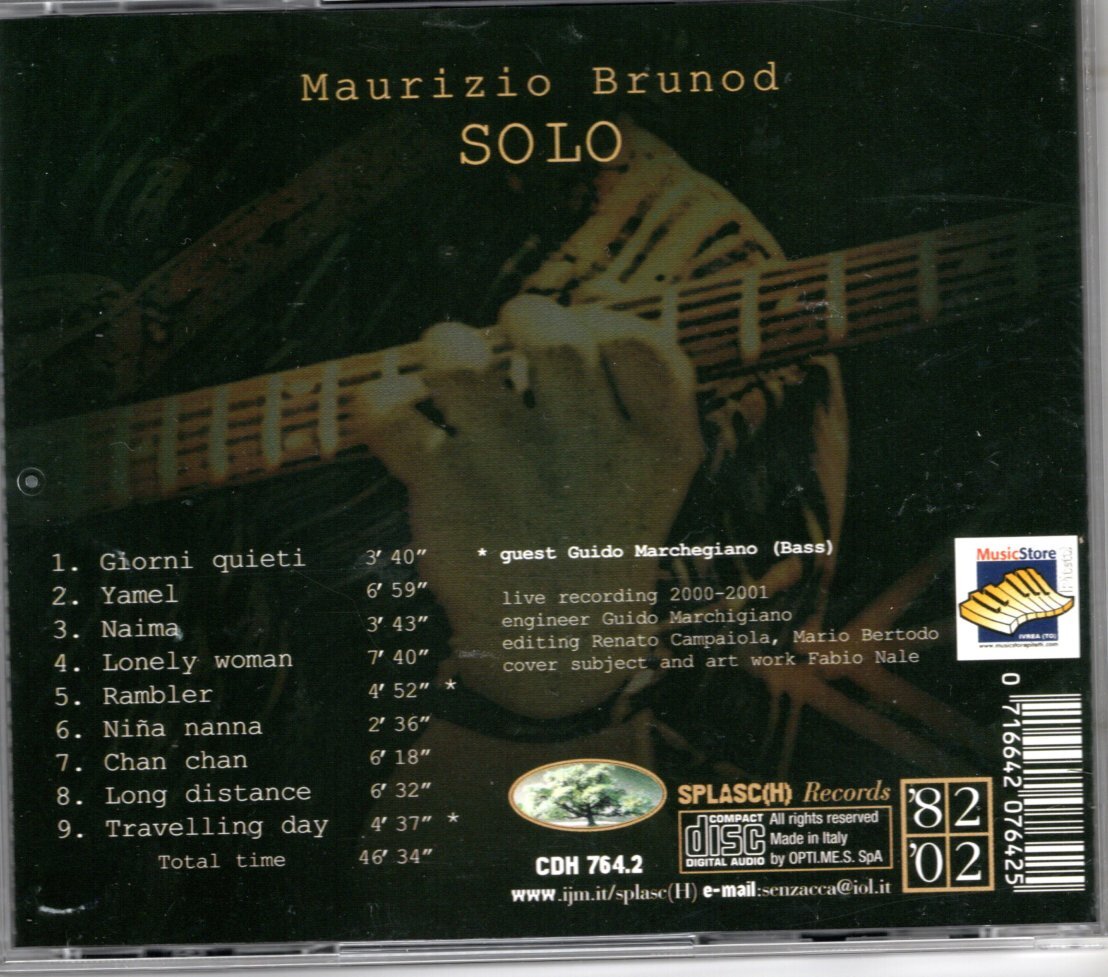 Maurizio Brunod
SOLO
1. Giorni quieti 3' 40"
2. Yamel 6' 59"
3. Naima 3' 43"
4. Lonely woman 7' 40"
5. Rambler 4' 52" *
6. Niña nanna 2' 36"
7. Chan chan 6' 18"
8. Long distance 6' 32"
9. Travelling day 4' 37" *
Total time 46' 34"
* guest Guido Marchegiano (Bass)
live recording 2000-2001
engineer Guido Marchigiano
editing Renato Campaiola, Mario Bertodo
cover subject and art work Fabio Nale
MusicStore
IVREA (TO)
www.musicstorepilath.com
0 716642 076425
CDH 764.2
SPLASC(H) Records
COMPACT
disc
DIGITAL AUDIO
All rights reserved
Made in Italy
by OPTI.ME.S. SpA
'82
'02
www.ijm.it/splasc(H) e-mail:senzacca@iol.it